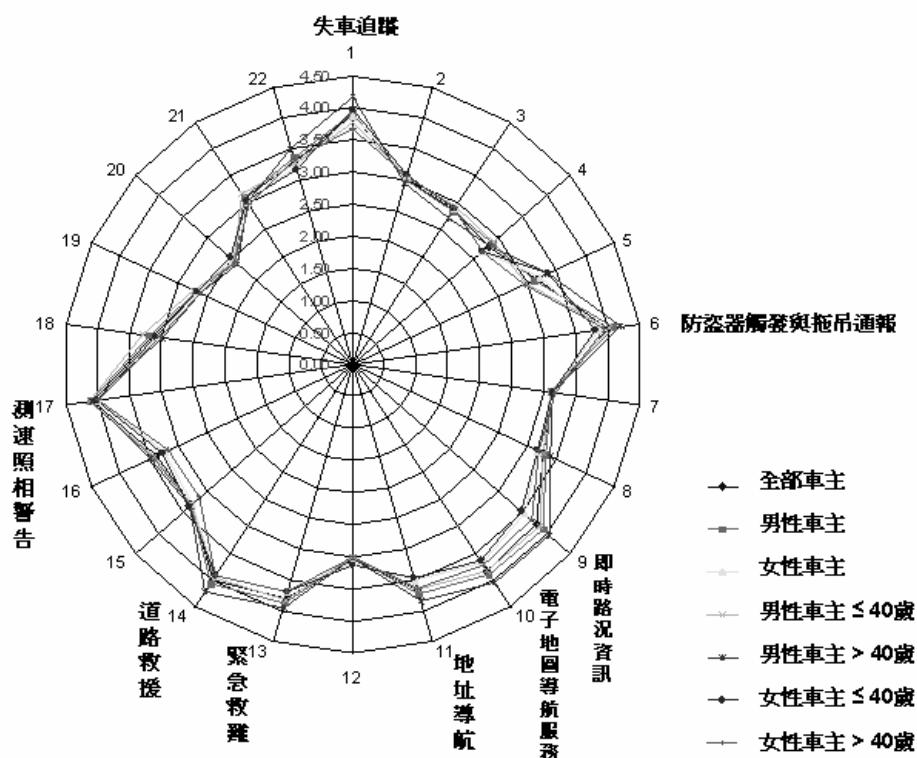 失車追蹤
1
22
2
4.50
21
3
4.00
3.50
20
4
3.00
2.50
19
5
2.00
1.50
1.00
18
6
防盜器觸發與拖吊通報
0.50
17
7
測速照相警告
16
8
全部車主
15
9
男性車主
即時路況資訊
女性車主
14
10
電子地圖導航服務
道路救援
13
11
男性車主 ≤ 40歲
緊急救難
12
地址導航
男性車主 > 40歲
女性車主 ≤ 40歲
女性車主 > 40歲